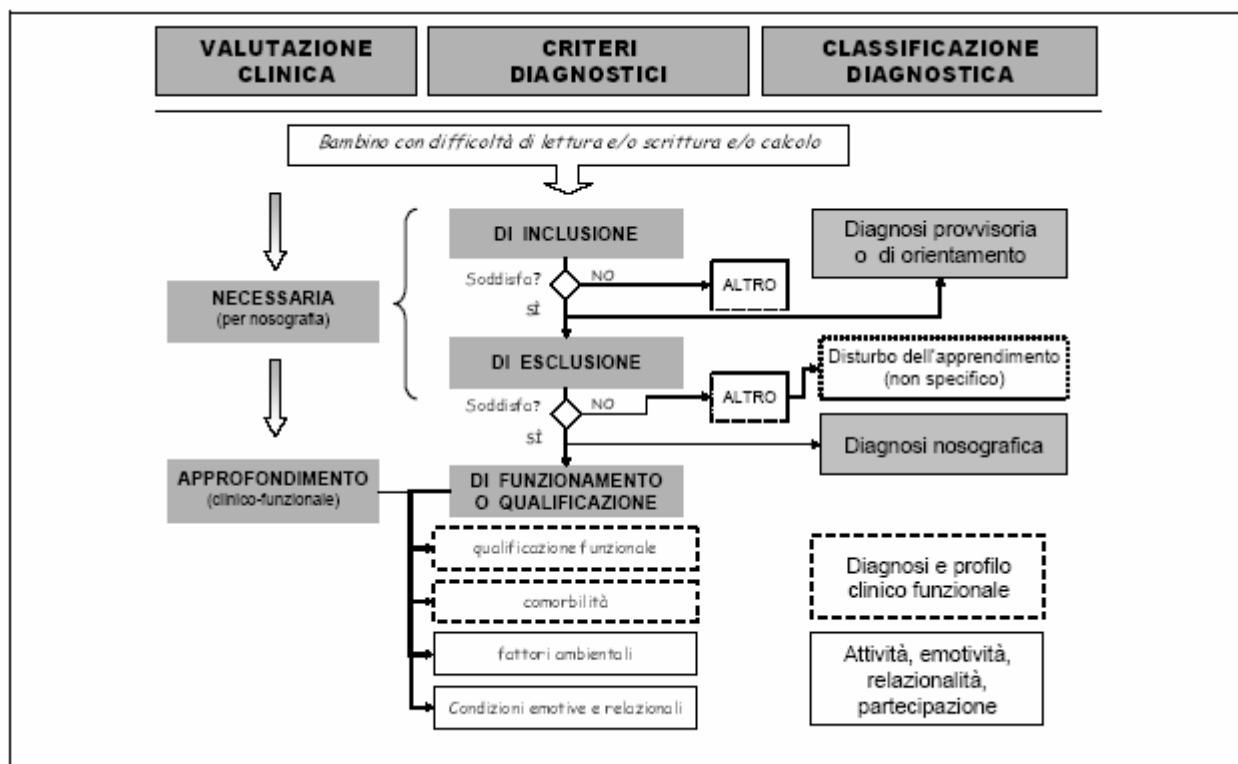 VALUTAZIONE
CLINICA
CRITERI
DIAGNOSTICI
CLASSIFICAZIONE
DIAGNOSTICA
Bambino con difficoltà di lettura e/o scrittura e/o calcolo
DI INCLUSIONE
Diagnosi provvisoria
o di orientamento
Soddisfa?
NO
ALTRO
SÌ
NECESSARIA
(per nosografia)
DI ESCLUSIONE
Disturbo dell'apprendimento
(non specifico)
Soddisfa?
NO
ALTRO
SÌ
Diagnosi nosografica
APPROFONDIMENTO
(clinico-funzionale)
DI FUNZIONAMENTO
O QUALIFICAZIONE
qualificazione funzionale
comorbilità
fattori ambientali
Condizioni emotive e relazionali
Diagnosi e profilo
clinico funzionale
Attività, emotività,
relazionalità,
partecipazione